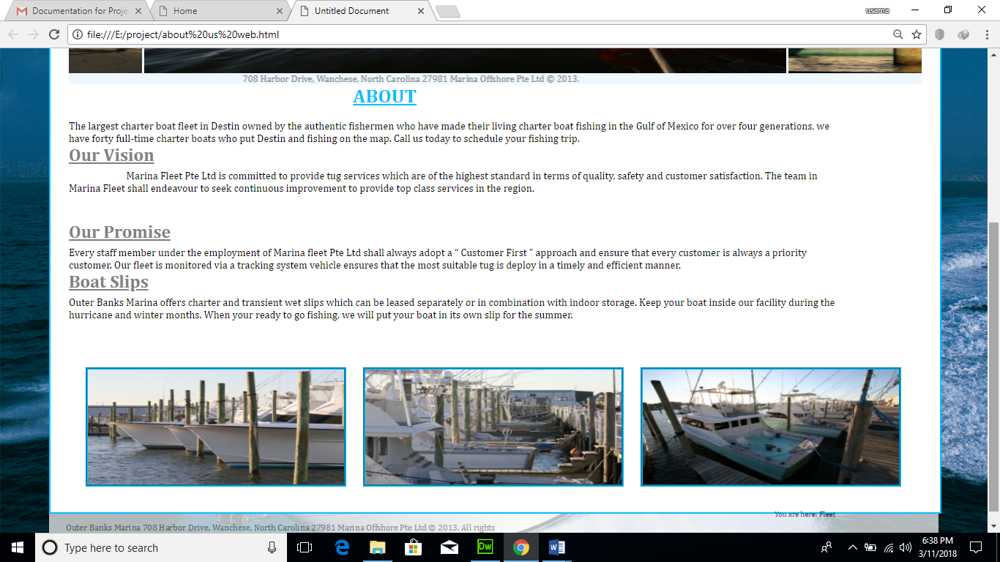 Documentation for Proje
Home
Untitled Document
usama
file:///E:/project/about%20us%20web.html
708 Harbor Drive, Wanchese, North Carolina 27981 Marina Offshore Pte Ltd © 2013.
ABOUT
The largest charter boat fleet in Destin owned by the authentic fishermen who have made their living charter boat fishing in the Gulf of Mexico for over four generations, we
have forty full-time charter boats who put Destin and fishing on the map. Call us today to schedule your fishing trip.
Our Vision
Marina Fleet Pte Ltd is committed to provide tug services which are of the highest standard in terms of quality, safety and customer satisfaction. The team in
Marina Fleet shall endeavour to seek continuous improvement to provide top class services in the region.
Our Promise
Every staff member under the employment of Marina fleet Pte Ltd shall always adopt a “ Customer First ” approach and ensure that every customer is always a priority
customer. Our fleet is monitored via a tracking system vehicle ensures that the most suitable tug is deploy in a timely and efficient manner.
Boat Slips
Outer Banks Marina offers charter and transient wet slips which can be leased separately or in combination with indoor storage. Keep your boat inside our facility during the
hurricane and winter months. When your ready to go fishing, we will put your boat in its own slip for the summer.
You are here: Fleet
Outer Banks Marina 708 Harbor Drive, Wanchese, North Carolina 27981 Marina Offshore Pte Ltd © 2013. All rights
Type here to search
Dw
6:38 PM
3/11/2018